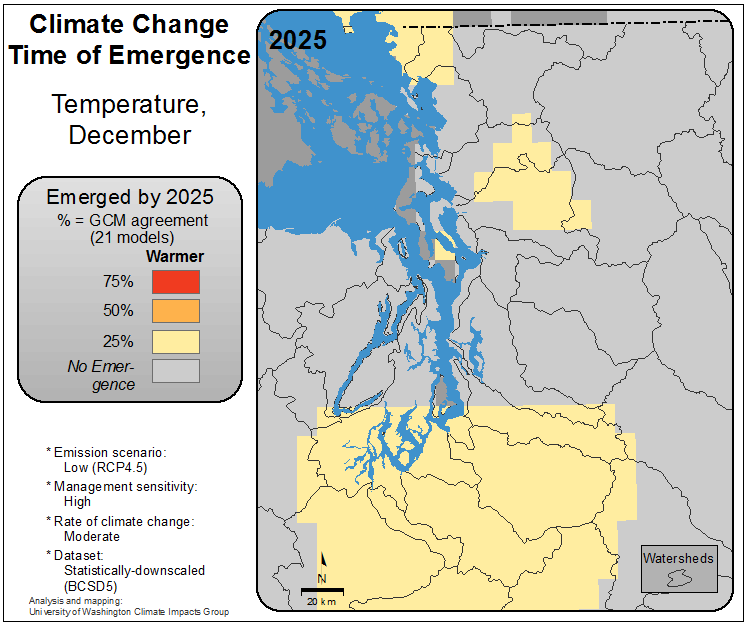 Climate Change
Time of Emergence
Temperature,
December
Emerged by 2025
% = GCM agreement
(21 models)
Warmer
75%
50%
25%
No Emer-
gence
* Emission scenario:
Low (RCP4.5)
* Management sensitivity:
High
* Rate of climate change:
Moderate
* Dataset:
Statistically-downscaled
(BCSD5)
Analysis and mapping:
University of Washington Climate Impacts Group
2025
N
20 km
Watersheds